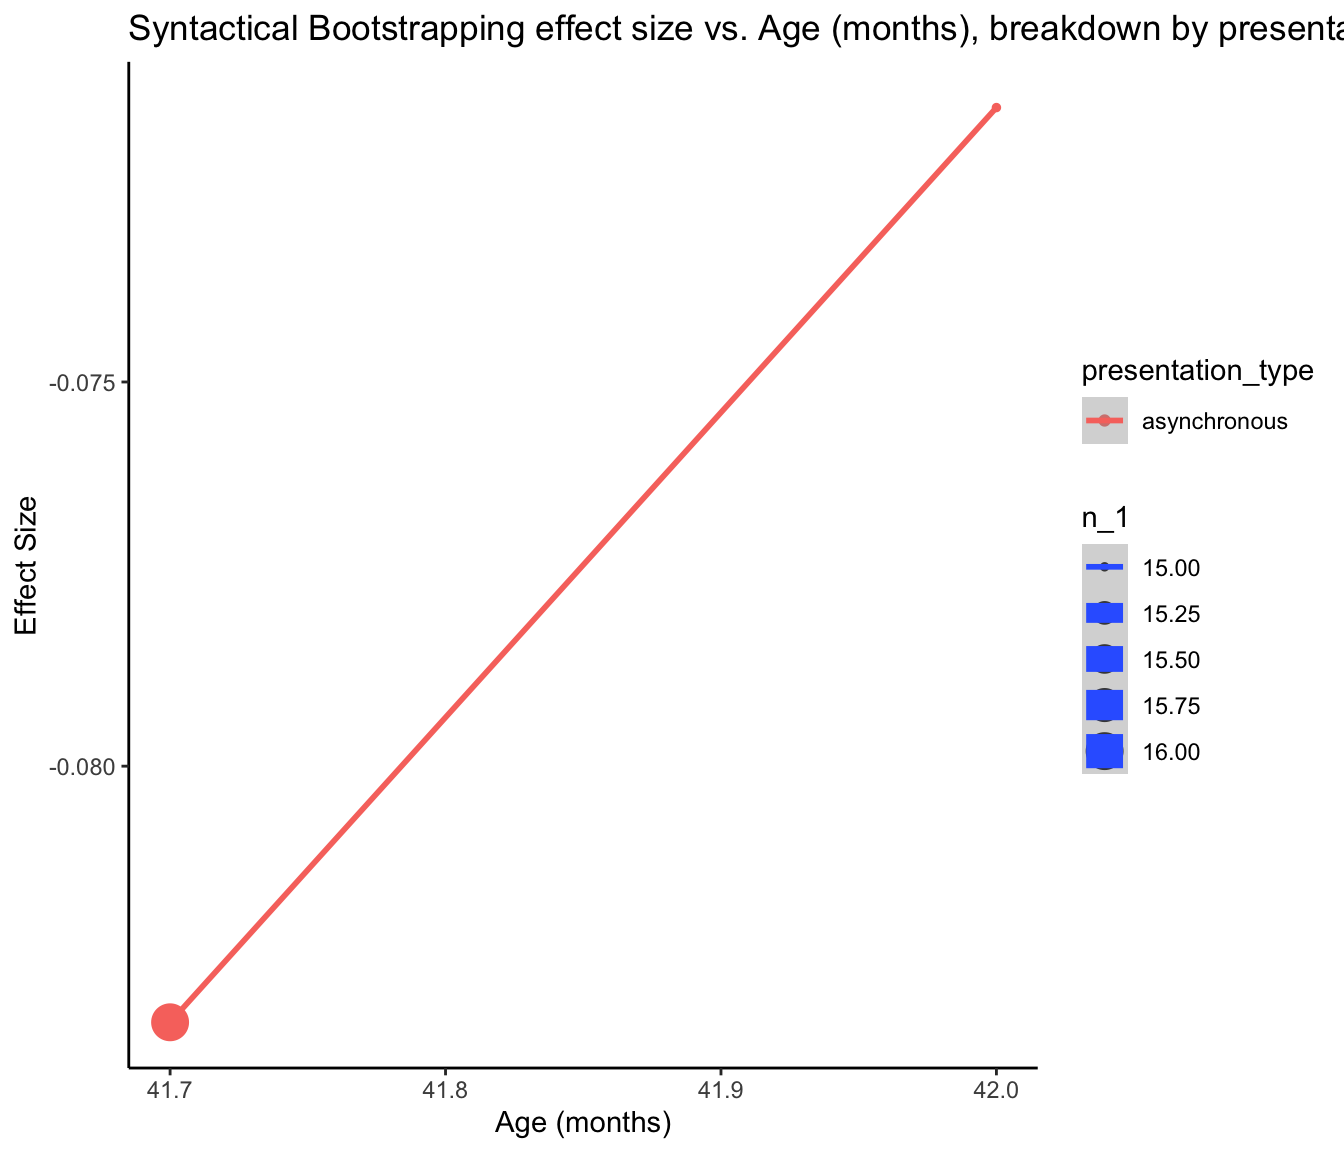 Syntactical Bootstrapping effect size vs. Age (months), breakdown by
Effect Size
-0.075
-0.080
41.7
41.8
41.9
42.0
Age (months)
presentation_type
asynchronous
n_1
15.00
15.25
15.50
15.75
16.00